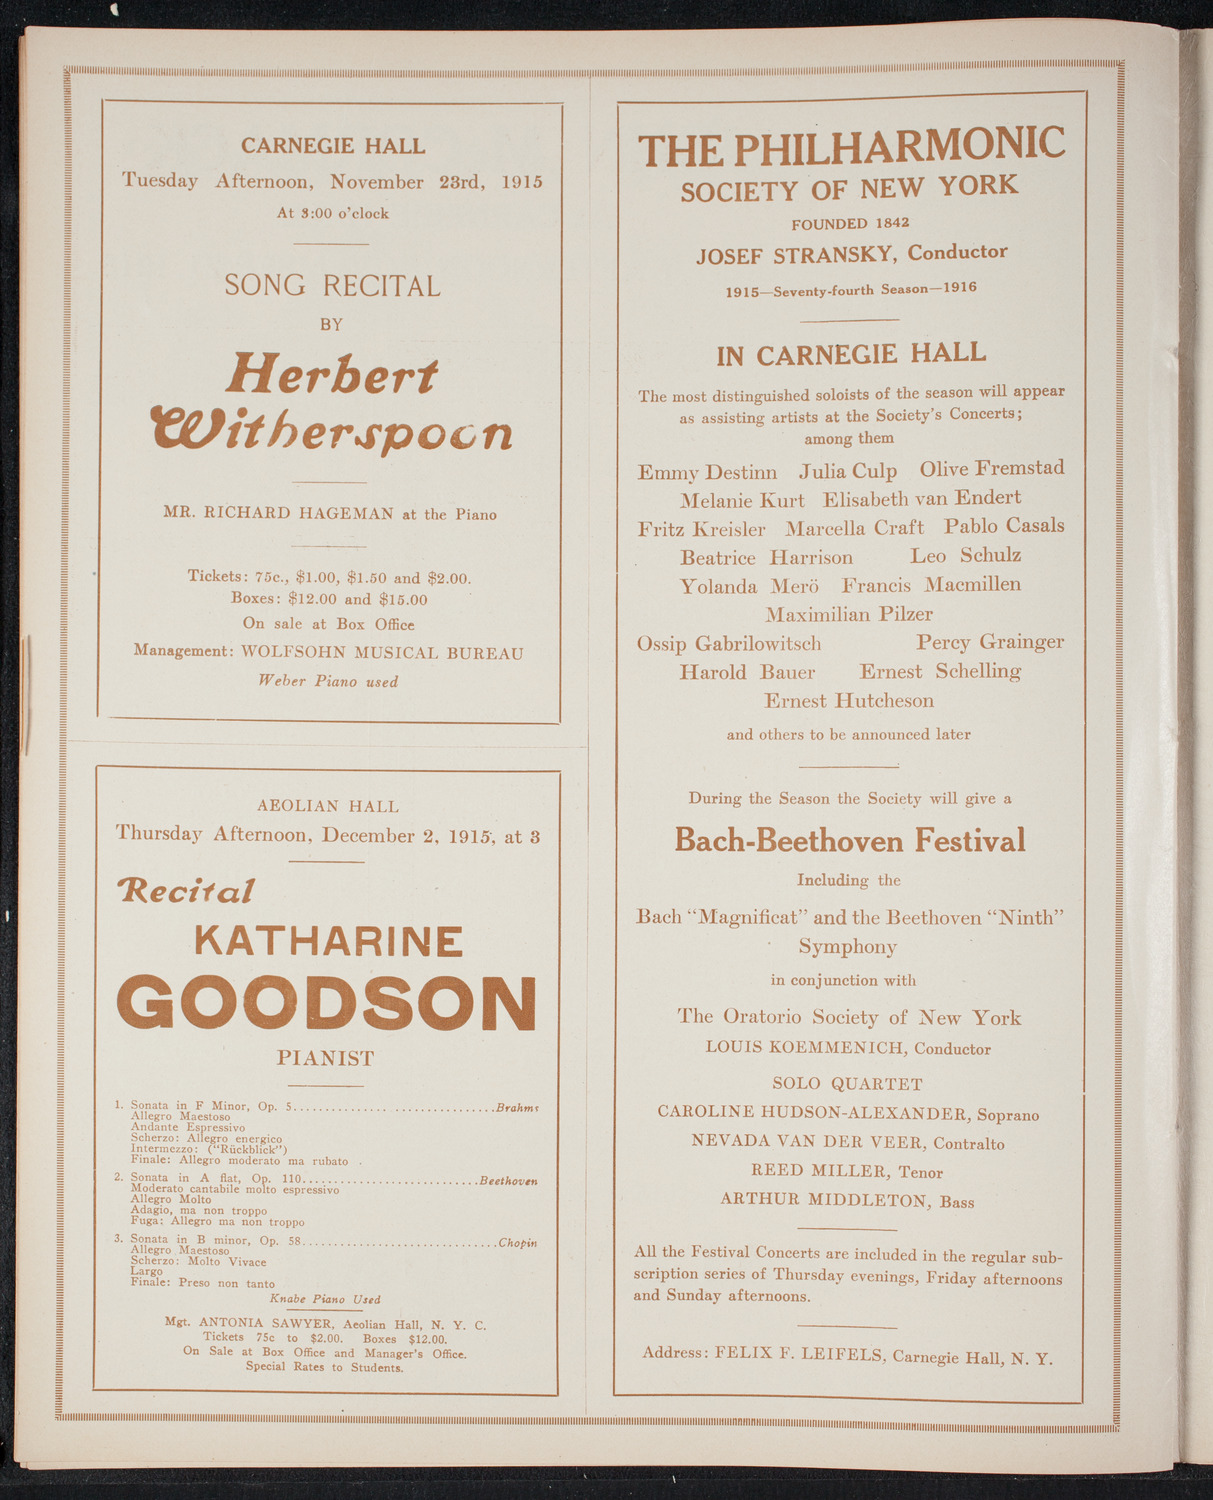 CARNEGIE HALL
Tuesday Afternoon, November 23rd, 1915
At 3:00 o'clock
SONG RECITAL
BY
Herbert
Witherspoon
MR. RICHARD HAGEMAN at the Piano
Tickets: 75c., $1.00, $1.50 and $2.00.
Boxes: $12.00 and $15.00
On sale at Box Office
Management: WOLFSOHN MUSICAL BUREAU
Weber Piano used
AEOLIAN HALL
Thursday Afternoon, December 2, 1915, at 3
Recital
KATHARINE
GOODSON
PIANIST
1. Sonata in F Minor, Op. 5................................Brahms
Allegro Maestoso
Andante Espressivo
Scherzo: Allegro energico
Intermezzo: ("Rückblick")
Finale: Allegro moderato ma rubato
2. Sonata in A flat, Op. 110............................Beethoven
Moderato cantabile molto espressivo
Allegro Molto
Adagio, ma non troppo
Fuga: Allegro ma non troppo
3. Sonata in B minor, Op. 58...............................Chopin
Allegro Maestoso
Scherzo: Molto Vivace
Largo
Finale: Preso non tanto
Knabe Piano Used
Mgt. ANTONIA SAWYER, Aeolian Hall, N. Y. C.
Tickets 75c to $2.00. Boxes $12.00.
On Sale at Box Office and Manager's Office.
Special Rates to Students.
THE PHILHARMONIC
SOCIETY OF NEW YORK
FOUNDED 1842
JOSEF STRANSKY, Conductor
1915—Seventy-fourth Season—1916
IN CARNEGIE HALL
The most distinguished soloists of the season will appear
as assisting artists at the Society's Concerts;
among them
Emmy Destinn Julia Culp Olive Fremstad
Melanie Kurt Elisabeth van Endert
Fritz Kreisler Marcella Craft Pablo Casals
Beatrice Harrison Leo Schulz
Yolanda Merö Francis Macmillen
Maximilian Pilzer
Ossip Gabrilowitsch Percy Grainger
Harold Bauer Ernest Schelling
Ernest Hutcheson
and others to be announced later
During the Season the Society will give a
Bach-Beethoven Festival
Including the
Bach "Magnificat" and the Beethoven "Ninth"
Symphony
in conjunction with
The Oratorio Society of New York
LOUIS KOEMMENICH, Conductor
SOLO QUARTET
CAROLINE HUDSON-ALEXANDER, Soprano
NEVADA VAN DER VEER, Contralto
REED MILLER, Tenor
ARTHUR MIDDLETON, Bass
All the Festival Concerts are included in the regular sub-
scription series of Thursday evenings, Friday afternoons
and Sunday afternoons.
Address: FELIX F. LEIFELS, Carnegie Hall, N. Y.